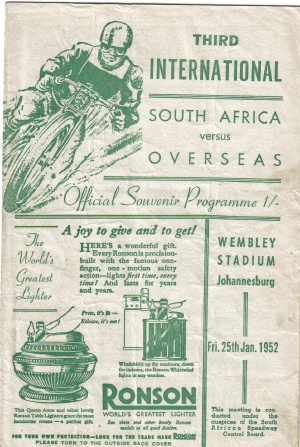 THIRD
INTERNATIONAL
SOUTH AFRICA
versus
OVERSEAS
Official Souvenir Programme 1/-
A joy to give and to get!
The
World's
Greatest
Lighter
HERE'S a wonderful gift.
Every Ronson is precision-
built with the famous one-
finger, one-motion safety
action—lights first time, every
time! And lasts for years
and years.
Press, it's lit—
Release, it's out!
Windshield up for outdoors, down
for indoors, the Ronson Whirlwind
lights in any weather.
This Queen Anne and other lovely
Ronson Table Lighters grace the most
handsome rooms — a perfect gift.
RONSON
WORLD'S GREATEST LIGHTER
See these and other lovely Ronson
models at all good dealers.
FOR YOUR OWN PROTECTION—LOOK FOR THE TRADE MARK RONSON
PLEASE TURN TO THE OUTSIDE BACK COVER
WEMBLEY
STADIUM
Johannesburg
Fri. 25th Jan. 1952
This meeting is con-
ducted under the
auspices of the South
African Speedway
Control Board.